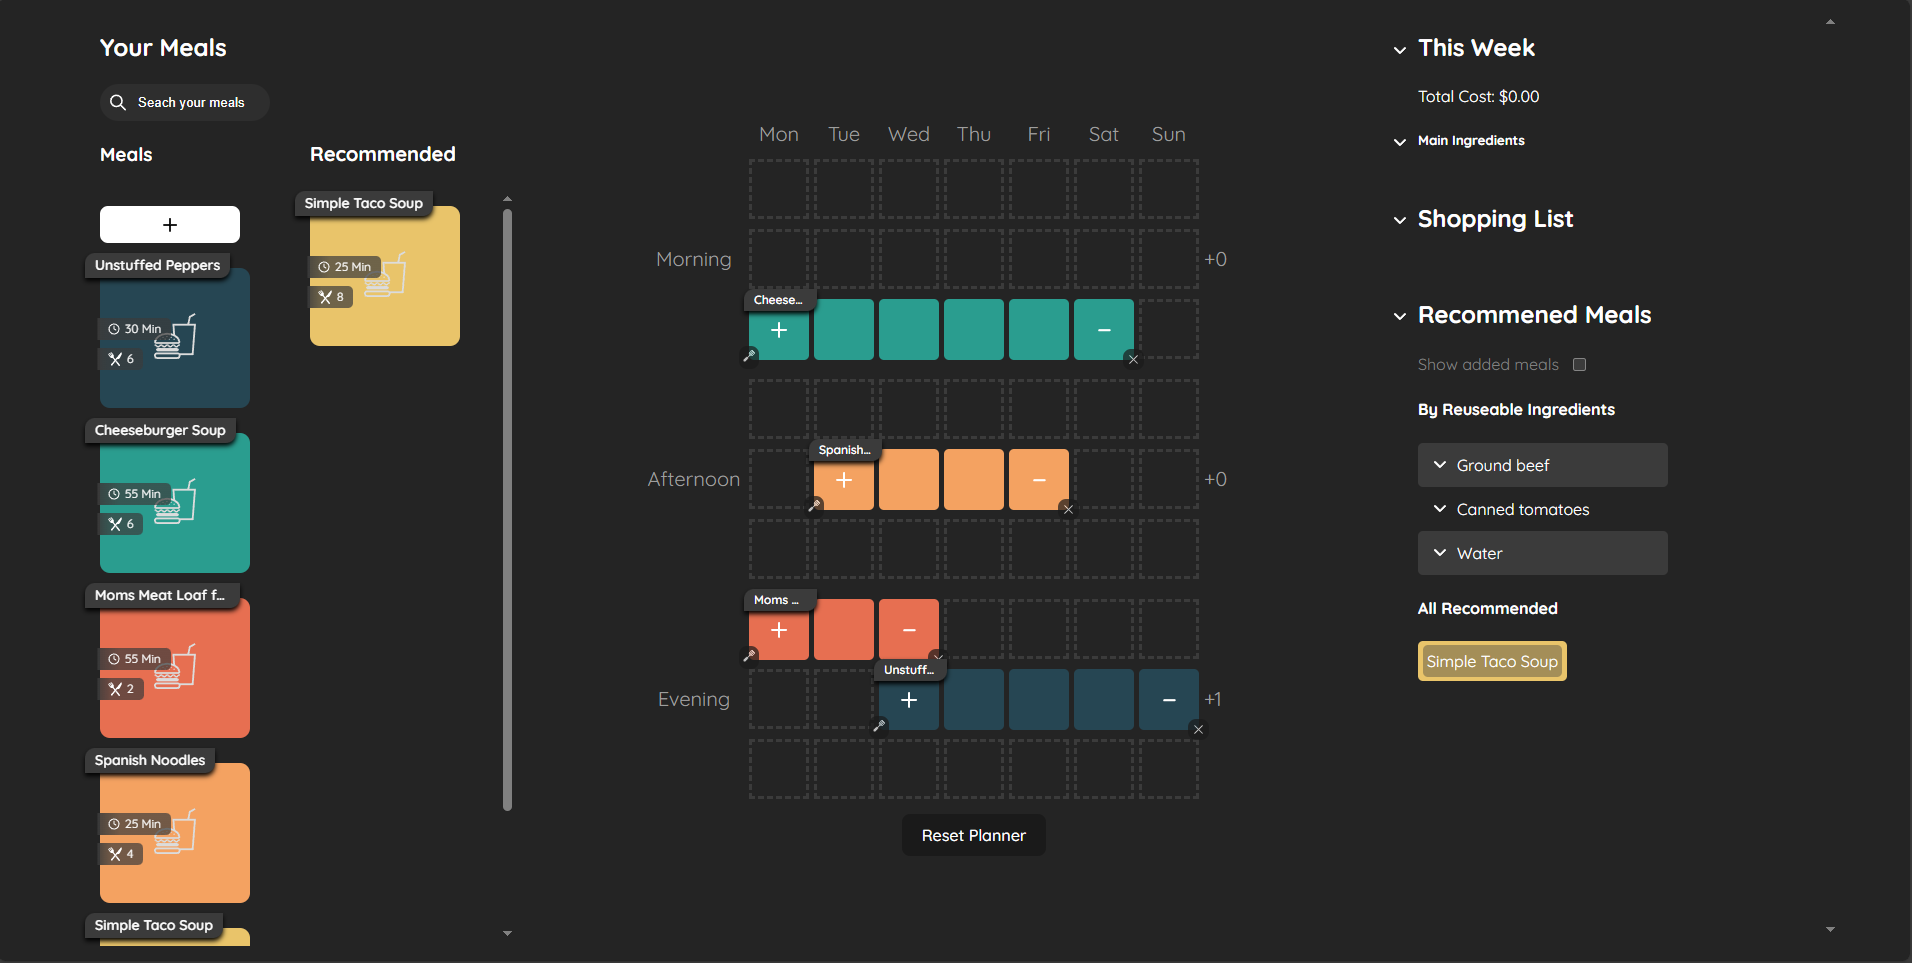 Your Meals
Seach your meals
Meals
Recommended
Unstuffed Peppers
30 Min
6
Cheeseburger Soup
55 Min
6
Moms Meat Loaf f...
55 Min
2
Spanish Noodles
25 Min
4
Simple Taco Soup
Simple Taco Soup
25 Min
8
Mon Tue Wed Thu Fri Sat Sun
Morning +0
Cheese...
Afternoon +0
Spanish...
Moms ...
Unstuff...
Evening +1
Reset Planner
This Week
Total Cost: $0.00
Main Ingredients
Shopping List
Recommened Meals
Show added meals
By Reuseable Ingredients
Ground beef
Canned tomatoes
Water
All Recommended
Simple Taco Soup